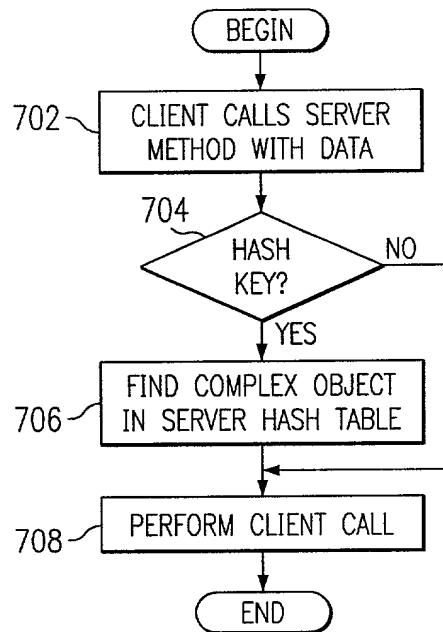 BEGIN
702
CLIENT CALLS SERVER
METHOD WITH DATA
704
HASH
KEY?
NO
YES
706
FIND COMPLEX OBJECT
IN SERVER HASH TABLE
708
PERFORM CLIENT CALL
END